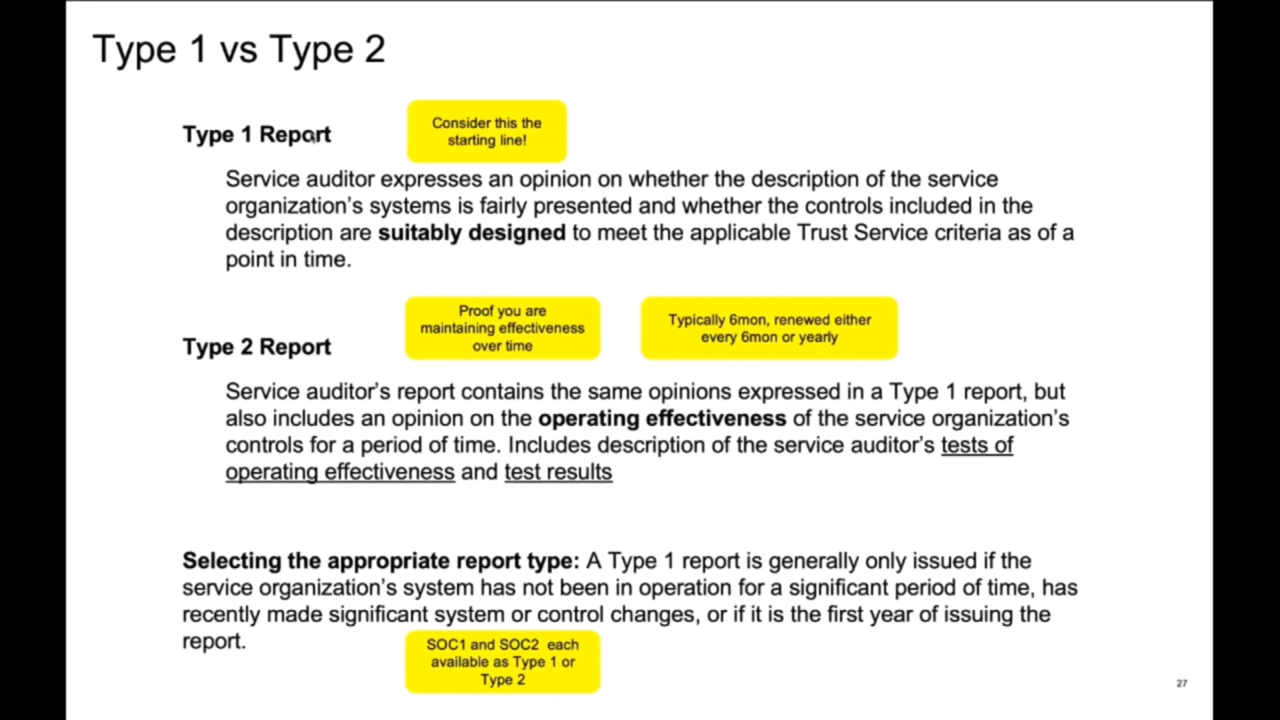 Type 1 vs Type 2
Consider this the
starting line!
Type 1 Report
Service auditor expresses an opinion on whether the description of the service
organization's systems is fairly presented and whether the controls included in the
description are suitably designed to meet the applicable Trust Service criteria as of a
point in time.
Proof you are
maintaining effectiveness
over time
Typically 6mon, renewed either
every 6mon or yearly
Type 2 Report
Service auditor's report contains the same opinions expressed in a Type 1 report, but
also includes an opinion on the operating effectiveness of the service organization's
controls for a period of time. Includes description of the service auditor's tests of
operating effectiveness and test results
Selecting the appropriate report type: A Type 1 report is generally only issued if the
service organization's system has not been in operation for a significant period of time, has
recently made significant system or control changes, or if it is the first year of issuing the
report.
SOC1 and SOC2 each
available as Type 1 or
Type 2
27